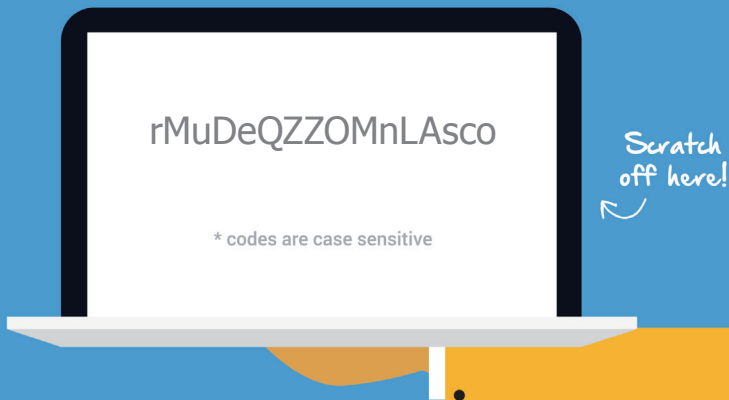 rMuDeQZZOMnLAsco
Scratch
off here!
* codes are case sensitive